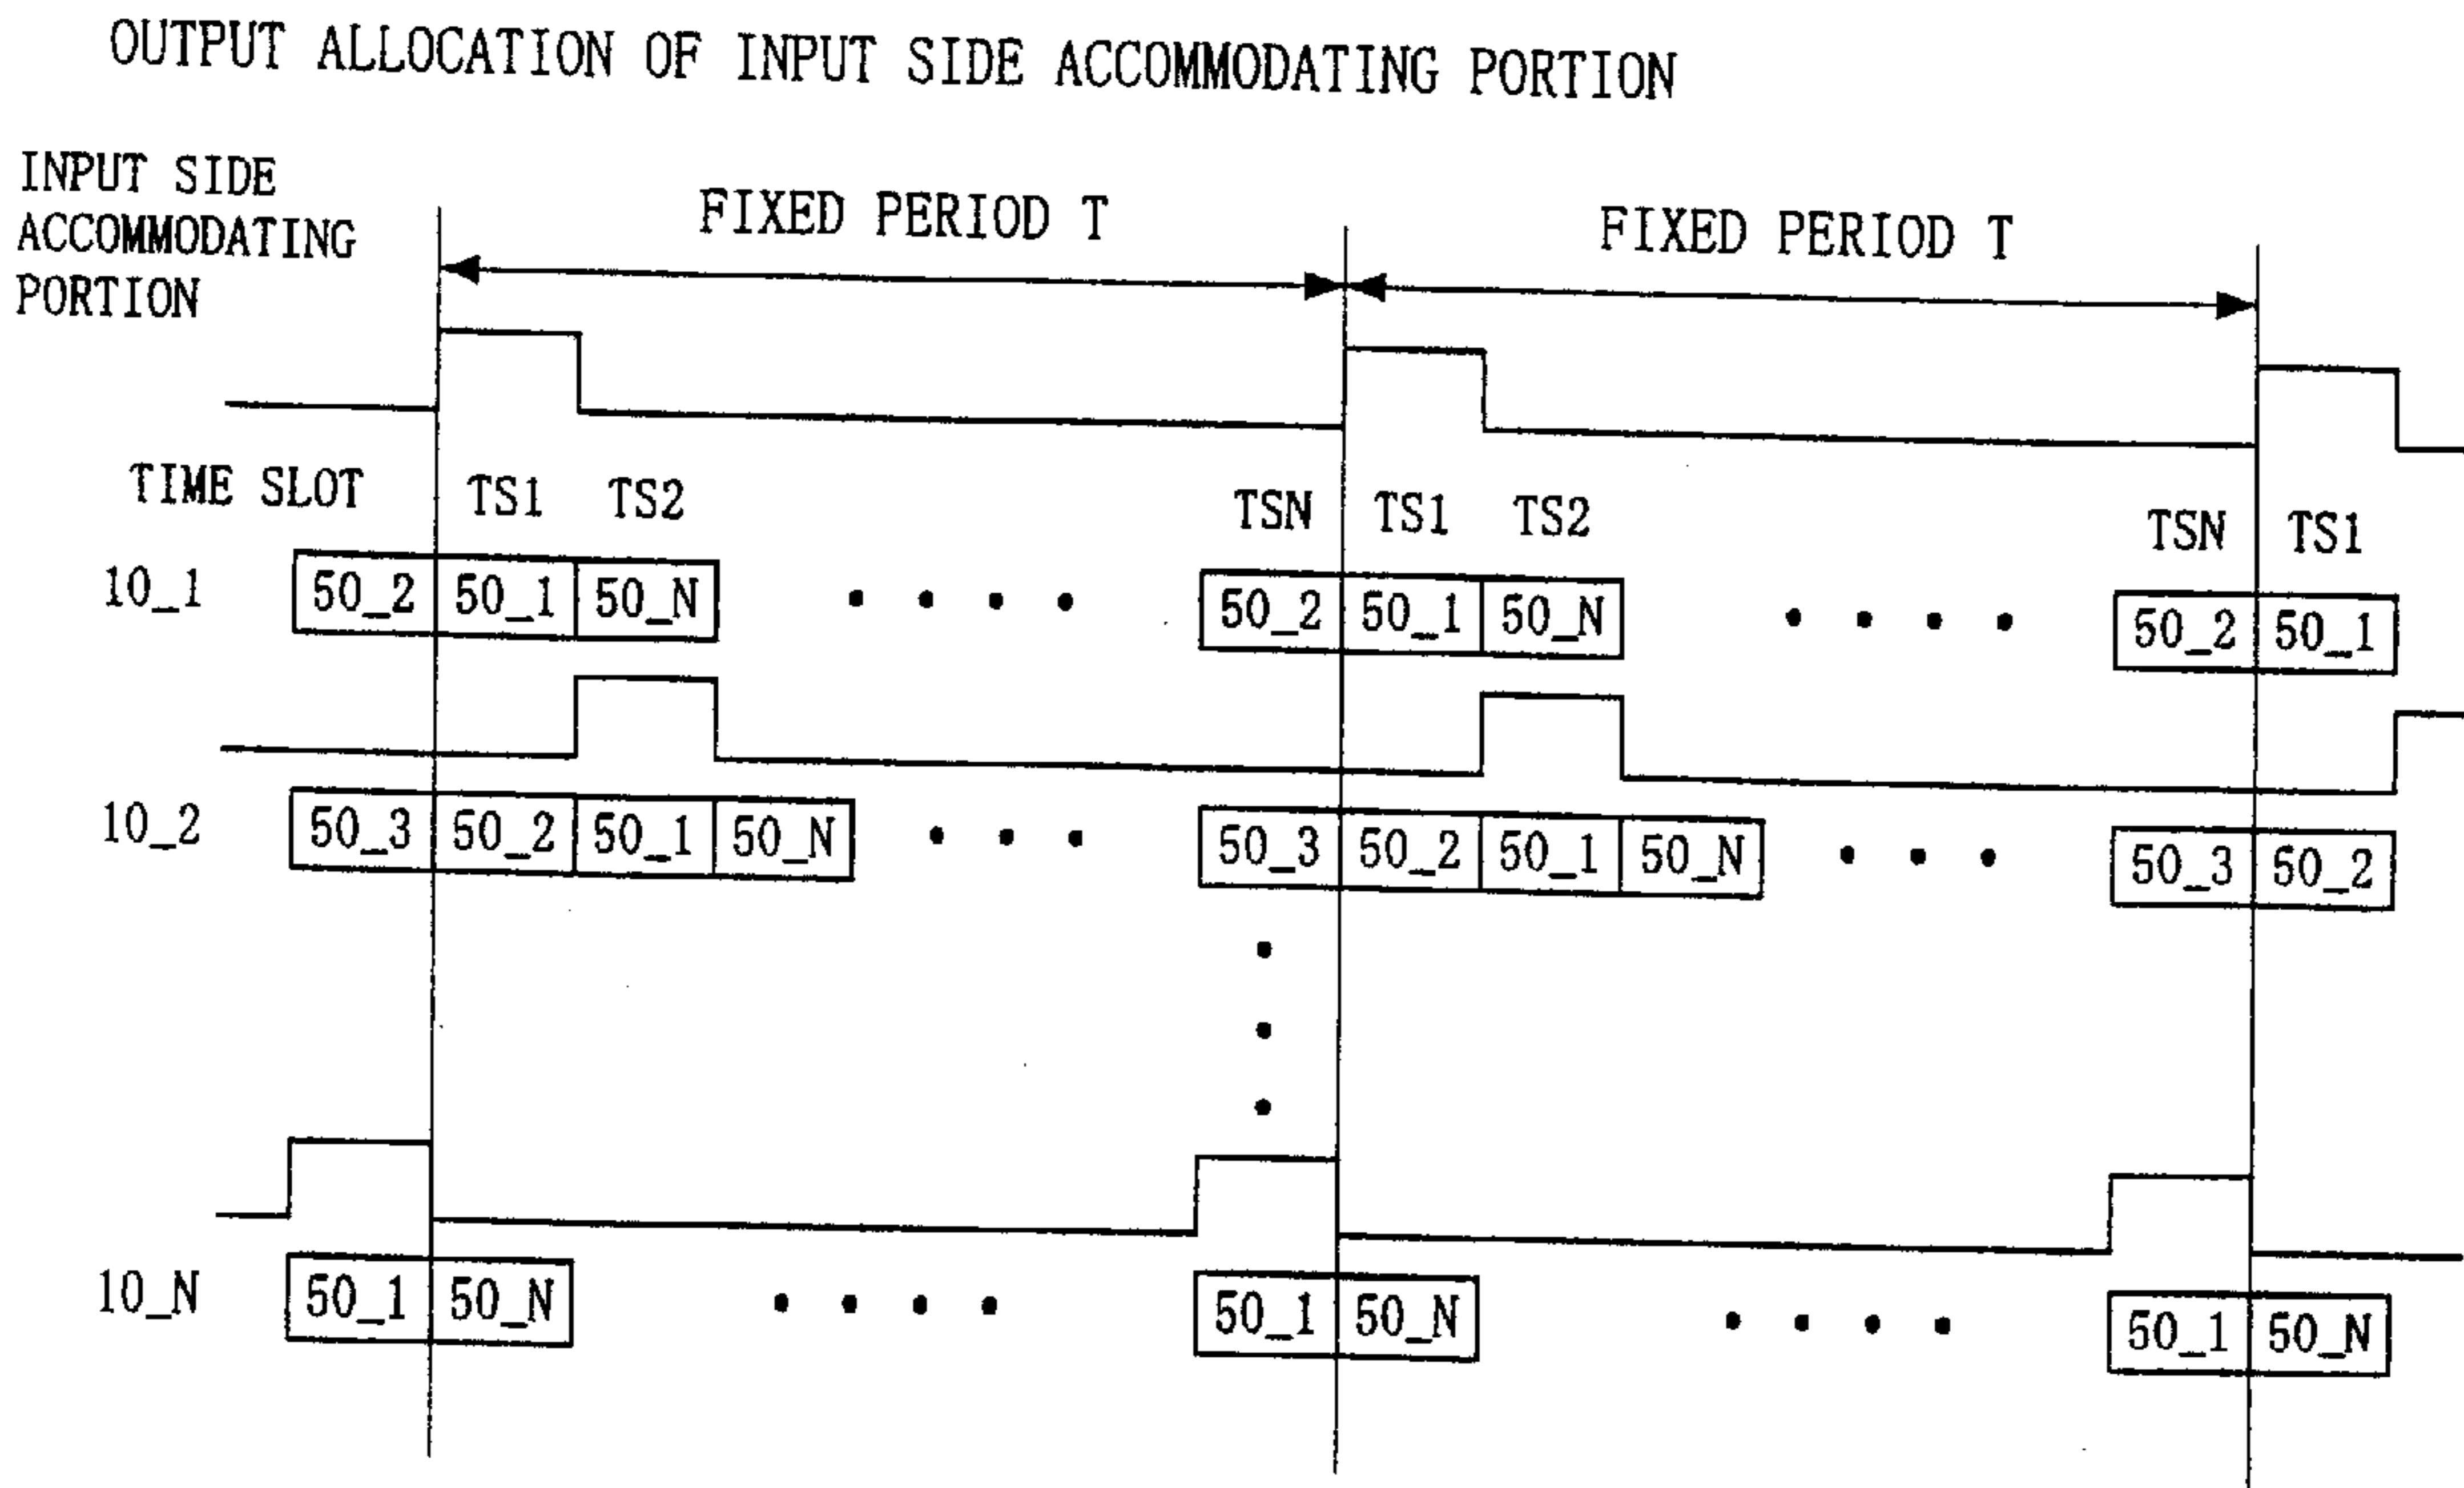 OUTPUT ALLOCATION OF INPUT SIDE ACCOMMODATING PORTION
INPUT SIDE
ACCOMMODATING
PORTION
FIXED PERIOD T FIXED PERIOD T
TIME SLOT TS1 TS2 TSN TS1 TS2 TSN TS1
10_1 50_2 50_1 50_N 50_2 50_1 50_N 50_2 50_1
10_2 50_3 50_2 50_1 50_N 50_3 50_2 50_1 50_N 50_3 50_2
10_N 50_1 50_N 50_1 50_N 50_1 50_N